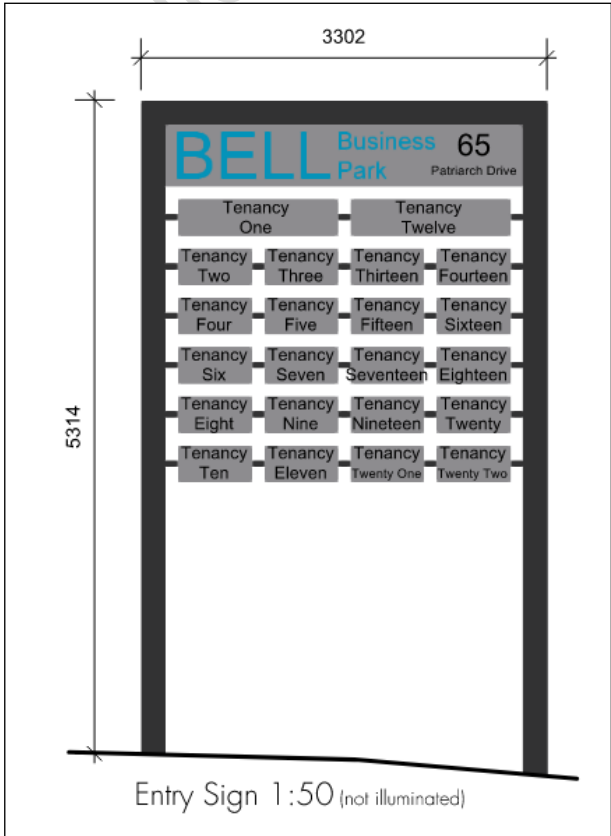 3302
5314
BELL Business Park 65
Patriarch Drive
Tenancy One
Tenancy Twelve
Tenancy Two
Tenancy Three
Tenancy Thirteen
Tenancy Fourteen
Tenancy Four
Tenancy Five
Tenancy Fifteen
Tenancy Sixteen
Tenancy Six
Tenancy Seven
Tenancy Seventeen
Tenancy Eighteen
Tenancy Eight
Tenancy Nine
Tenancy Nineteen
Tenancy Twenty
Tenancy Ten
Tenancy Eleven
Tenancy Twenty One
Tenancy Twenty Two
Entry Sign 1:50 (not illuminated)